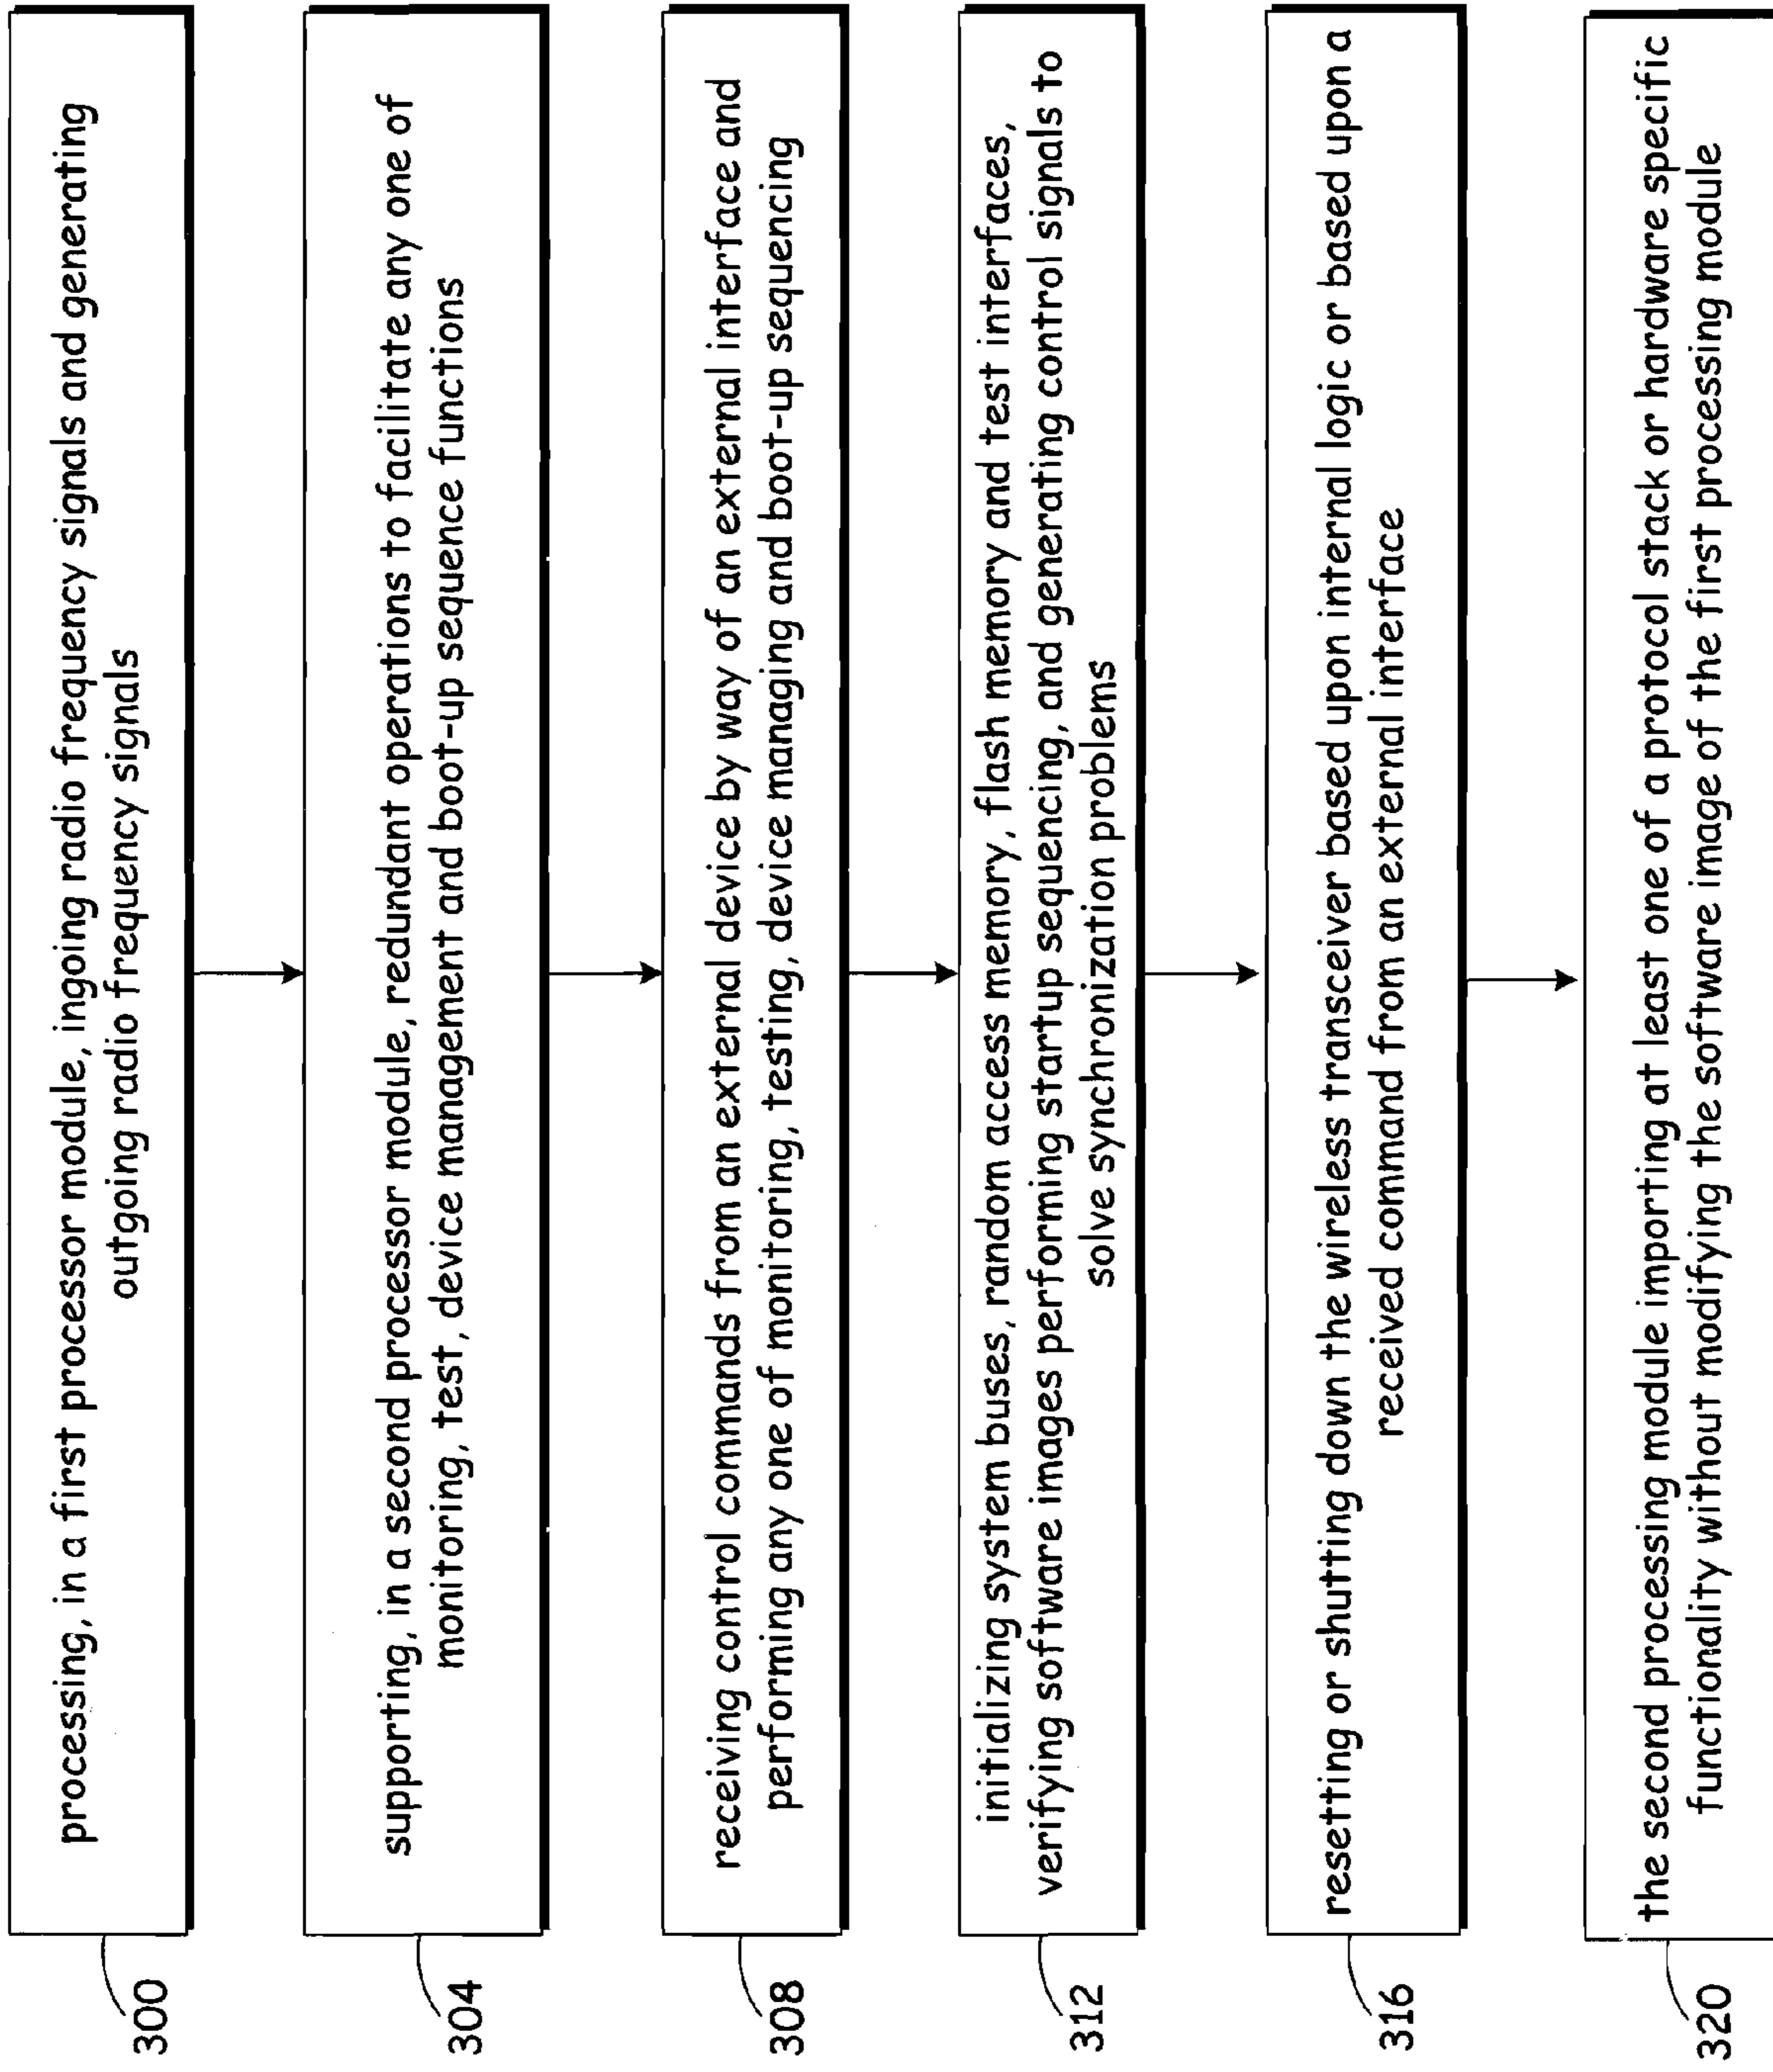 processing, in a first processor module, ingoing radio frequency signals and generating
outgoing radio frequency signals
300
supporting, in a second processor module, redundant operations to facilitate any one of
monitoring, test, device management and boot-up sequence functions
304
receiving control commands from an external device by way of an external interface and
performing any one of monitoring, testing, device managing and boot-up sequencing
308
initializing system buses, random access memory, flash memory and test interfaces,
verifying software images performing startup sequencing, and generating control signals to
solve synchronization problems
312
resetting or shutting down the wireless transceiver based upon internal logic or based upon a
received command from an external interface
316
the second processing module importing at least one of a protocol stack or hardware specific
functionality without modifying the software image of the first processing module
320